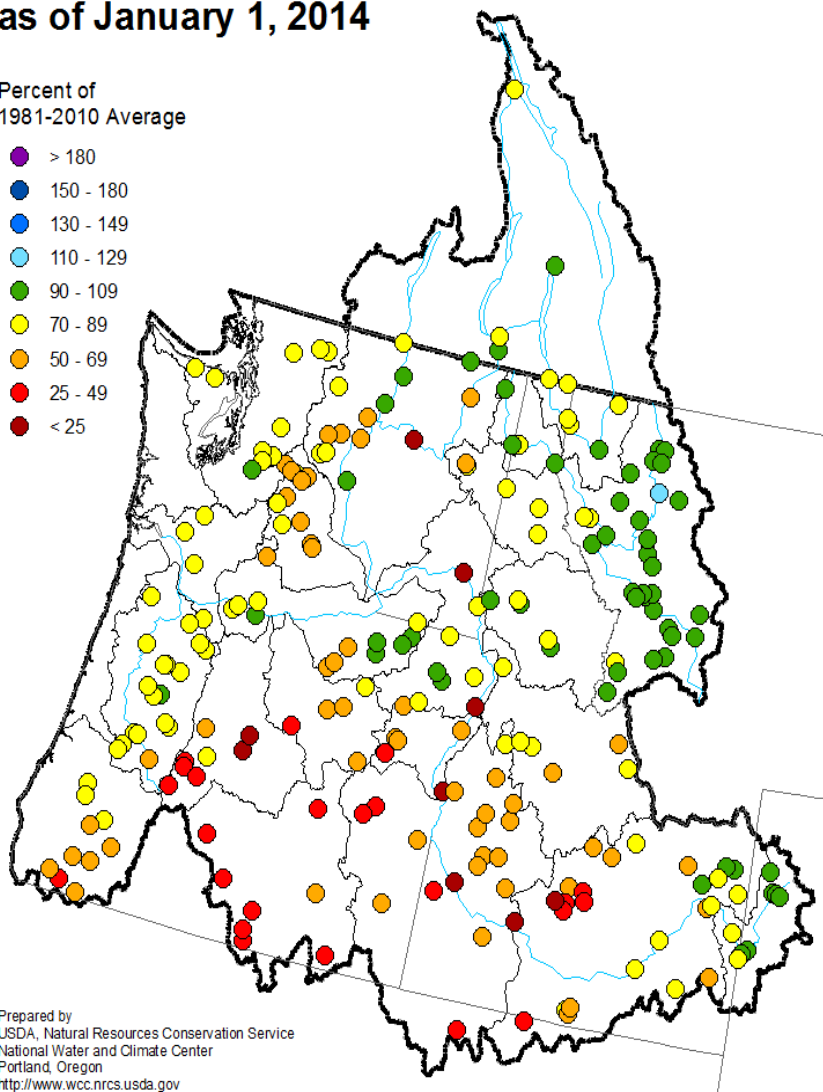 as of January 1, 2014
Percent of
1981-2010 Average
> 180
150 - 180
130 - 149
110 - 129
90 - 109
70 - 89
50 - 69
25 - 49
< 25
Prepared by
USDA, Natural Resources Conservation Service
National Water and Climate Center
Portland, Oregon
http://www.wcc.nrcs.usda.gov